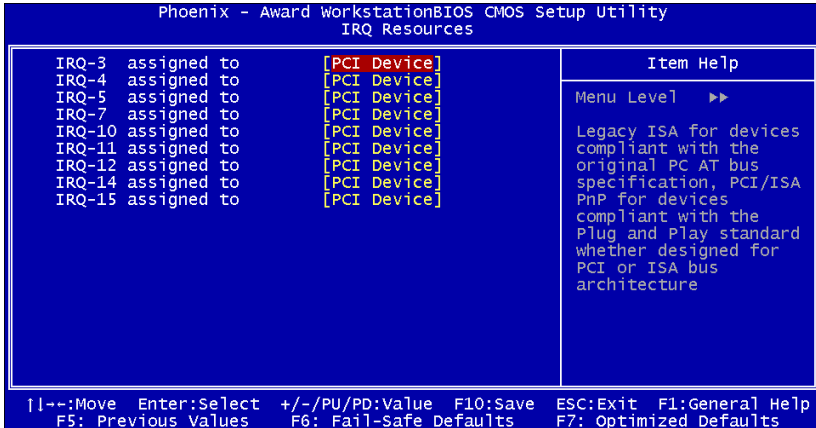 Phoenix - Award WorkstationBIOS CMOS Setup Utility
IRQ Resources
IRQ-3 assigned to [PCI Device]
IRQ-4 assigned to [PCI Device]
IRQ-5 assigned to [PCI Device]
IRQ-7 assigned to [PCI Device]
IRQ-10 assigned to [PCI Device]
IRQ-11 assigned to [PCI Device]
IRQ-12 assigned to [PCI Device]
IRQ-14 assigned to [PCI Device]
IRQ-15 assigned to [PCI Device]
Item Help
Menu Level ▸▸
Legacy ISA for devices
compliant with the
original PC AT bus
specification, PCI/ISA
PnP for devices
compliant with the
Plug and Play standard
whether designed for
PCI or ISA bus
architecture
↑↓→←:Move Enter:Select +/-/PU/PD:Value F10:Save ESC:Exit F1:General Help
F5: Previous Values F6: Fail-Safe Defaults F7: Optimized Defaults